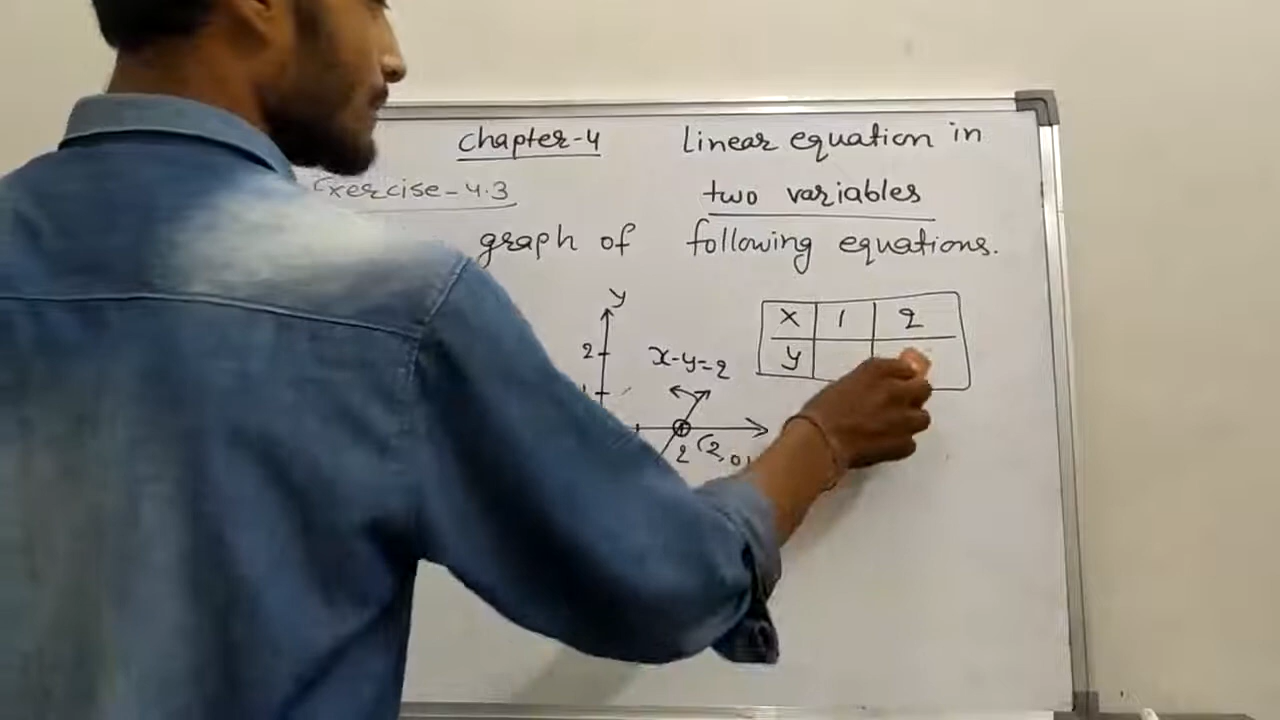 Chapter-4 Linear equation in
Exercise-4.3 two variables
graph of following equations.
y
x 1 2
2
x-y=2
y
2 (2,0)